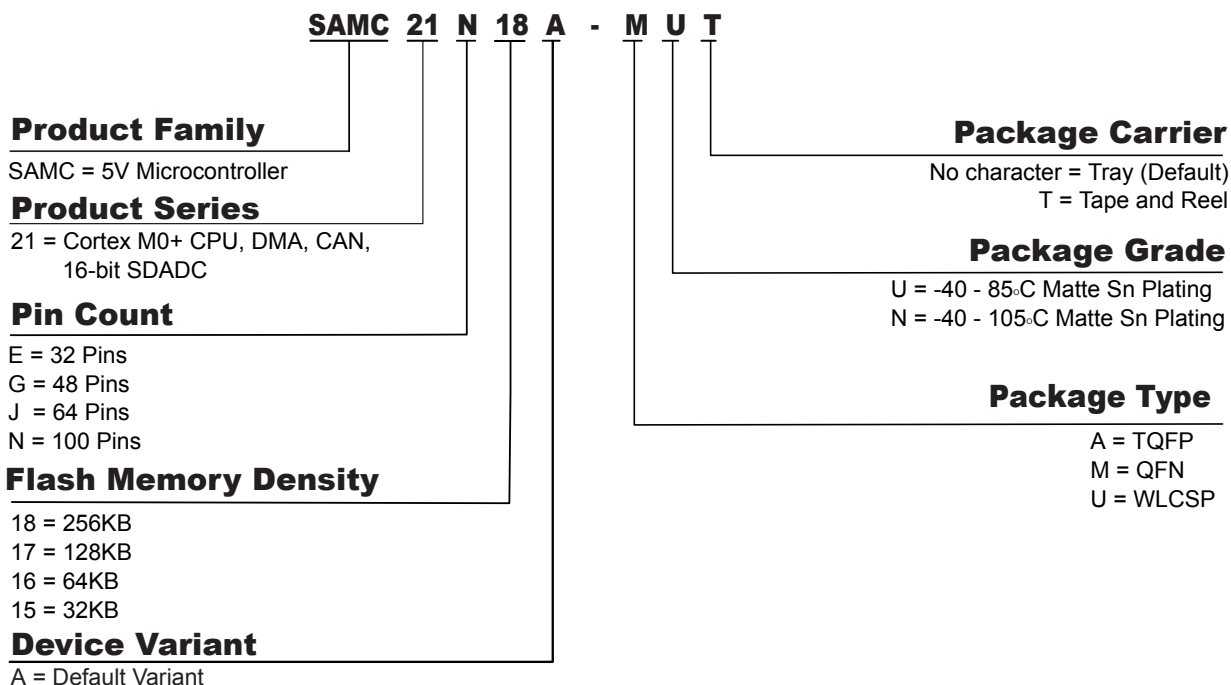 SAMC 21 N 18 A - M U T
Product Family
SAMC = 5V Microcontroller
Product Series
21 = Cortex M0+ CPU, DMA, CAN,
16-bit SDADC
Pin Count
E = 32 Pins
G = 48 Pins
J = 64 Pins
N = 100 Pins
Flash Memory Density
18 = 256KB
17 = 128KB
16 = 64KB
15 = 32KB
Device Variant
A = Default Variant
Package Carrier
No character = Tray (Default)
T = Tape and Reel
Package Grade
U = -40 - 85°C Matte Sn Plating
N = -40 - 105°C Matte Sn Plating
Package Type
A = TQFP
M = QFN
U = WLCSP